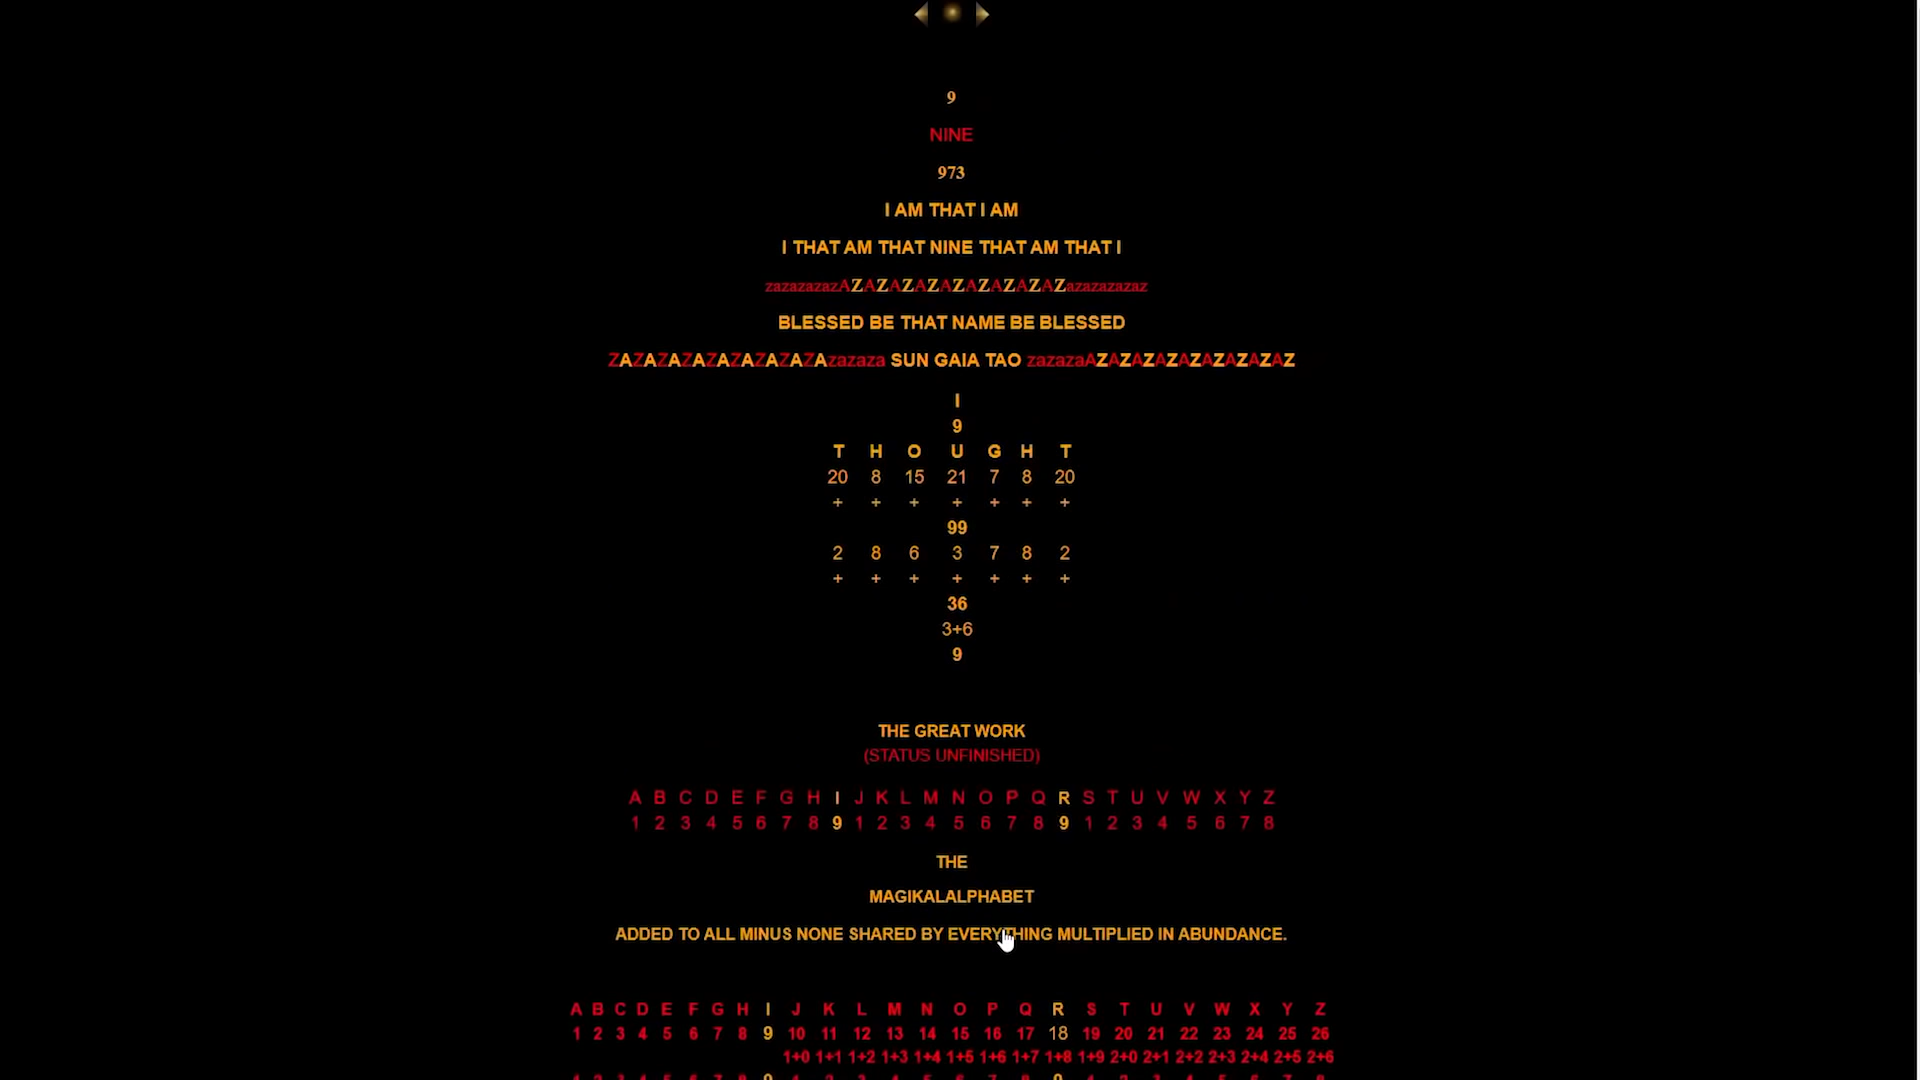 9
NINE
973
I AM THAT I AM
I THAT AM THAT NINE THAT AM THAT I
zazazazazAZAZAZAZAZAZAZAZAZAZazazazazaz
BLESSED BE THAT NAME BE BLESSED
ZAZAZAZAZAZAZAZAZAzazaza SUN GAIA TAO zazazaAZAZAZAZAZAZAZAZAZ
I
9
T H O U G H T
20 8 15 21 7 8 20
+ + + + + + +
99
2 8 6 3 7 8 2
+ + + + + + +
36
3+6
9
THE GREAT WORK
(STATUS UNFINISHED)
A B C D E F G H I J K L M N O P Q R S T U V W X Y Z
1 2 3 4 5 6 7 8 9 1 2 3 4 5 6 7 8 9 1 2 3 4 5 6 7 8
THE
MAGIKALALPHABET
ADDED TO ALL MINUS NONE SHARED BY EVERYTHING MULTIPLIED IN ABUNDANCE.
A B C D E F G H I J K L M N O P Q R S T U V W X Y Z
1 2 3 4 5 6 7 8 9 10 11 12 13 14 15 16 17 18 19 20 21 22 23 24 25 26
1+0 1+1 1+2 1+3 1+4 1+5 1+6 1+7 1+8 1+9 2+0 2+1 2+2 2+3 2+4 2+5 2+6